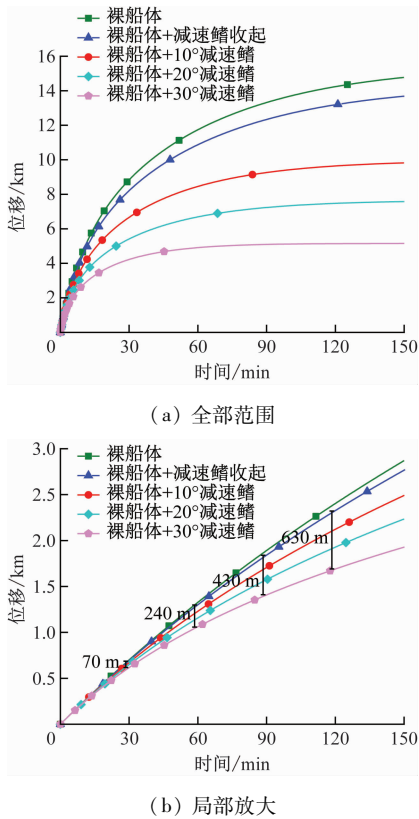 裸船体
裸船体+减速鳍收起
裸船体+10°减速鳍
裸船体+20°减速鳍
裸船体+30°减速鳍
16
14
12
10
8
6
4
2
0
位移/km
0 30 60 90 120 150
时间/min
(a) 全部范围
裸船体
裸船体+减速鳍收起
裸船体+10°减速鳍
裸船体+20°减速鳍
裸船体+30°减速鳍
3.0
2.5
2.0
1.5
1.0
0.5
位移/km
630 m
430 m
240 m
70 m
0 30 60 90 120 150
时间/min
(b) 局部放大